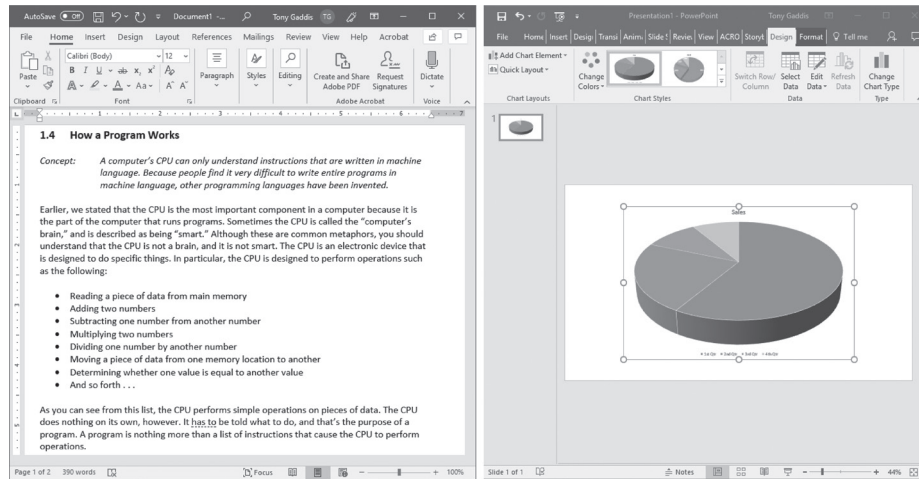 AutoSave Off Document1 -... Tony Gaddis TG
File Home Insert Design Layout References Mailings Review View Help Acrobat
Calibri (Body) 12
Paste B I U ab x, x² Paragraph Styles Editing Create and Share Adobe PDF Request Signatures Dictate
Aa A A
Clipboard Font Adobe Acrobat Voice
1.4 How a Program Works
Concept: A computer's CPU can only understand instructions that are written in machine
language. Because people find it very difficult to write entire programs in
machine language, other programming languages have been invented.
Earlier, we stated that the CPU is the most important component in a computer because it is
the part of the computer that runs programs. Sometimes the CPU is called the "computer's
brain," and is described as being "smart." Although these are common metaphors, you should
understand that the CPU is not a brain, and it is not smart. The CPU is an electronic device that
is designed to do specific things. In particular, the CPU is designed to perform operations such
as the following:
• Reading a piece of data from main memory
• Adding two numbers
• Subtracting one number from another number
• Multiplying two numbers
• Dividing one number by another number
• Moving a piece of data from one memory location to another
• Determining whether one value is equal to another value
• And so forth . . .
As you can see from this list, the CPU performs simple operations on pieces of data. The CPU
does nothing on its own, however. It has to be told what to do, and that's the purpose of a
program. A program is nothing more than a list of instructions that cause the CPU to perform
operations.
Page 1 of 2 390 words Focus 100%
Presentation1 - PowerPoint Tony Gaddis
File Home Insert Desig Transi Anim Slide Review View ACRO Storyt Design Format Tell me
Add Chart Element
Quick Layout
Change Colors
Switch Row/ Column Select Data Edit Data Refresh Data Change Chart Type
Chart Layouts Chart Styles Data Type
1
Sales
1st Qtr 2nd Qtr 3rd Qtr 4th Qtr
Slide 1 of 1 Notes 44%